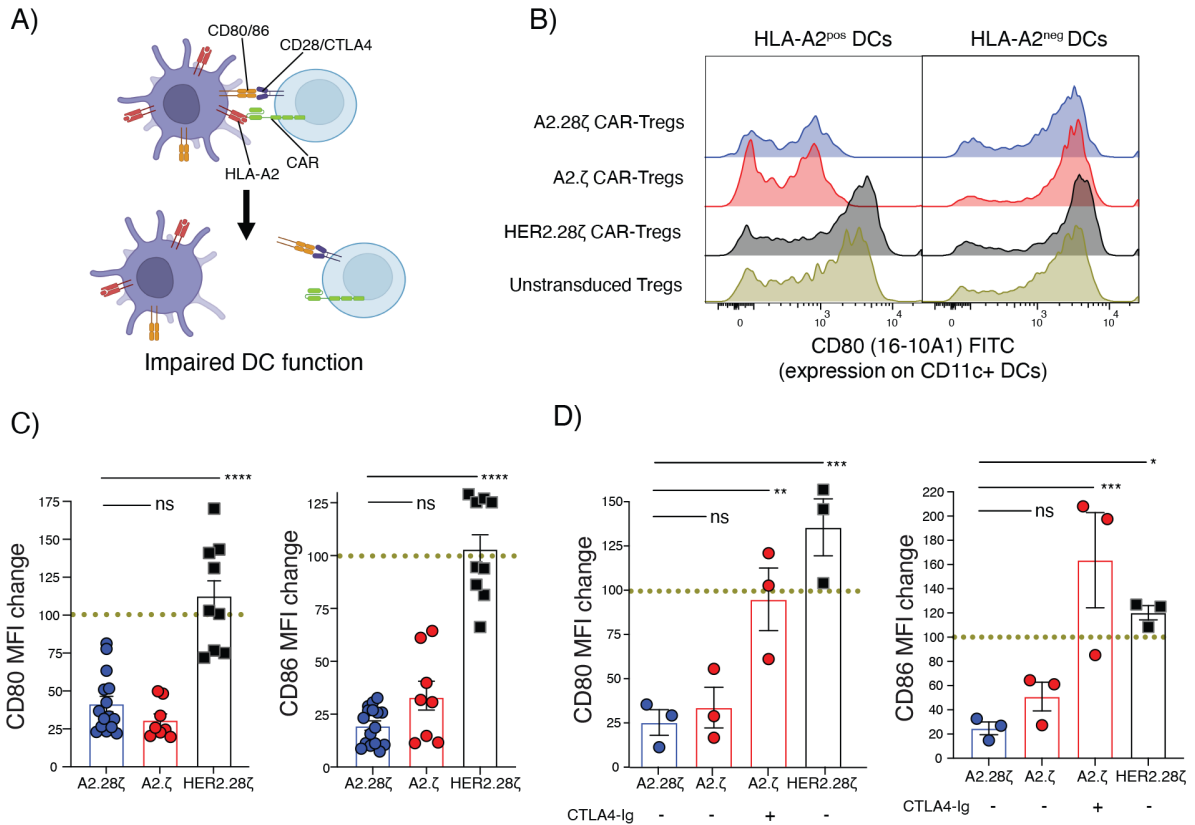 A)
CD80/86
CD28/CTLA4
HLA-A2
CAR
Impaired DC function
B)
HLA-A2pos DCs
HLA-A2neg DCs
A2.28ζ CAR-Tregs
A2.ζ CAR-Tregs
HER2.28ζ CAR-Tregs
Unstransduced Tregs
0 10³ 10⁴
0 10³ 10⁴
CD80 (16-10A1) FITC
(expression on CD11c+ DCs)
C)
****
ns
CD80 MFI change
175
150
125
100
75
50
25
0
A2.28ζ A2.ζ HER2.28ζ
****
ns
CD86 MFI change
125
100
75
50
25
0
A2.28ζ A2.ζ HER2.28ζ
D)
***
**
ns
CD80 MFI change
150
125
100
75
50
25
0
A2.28ζ A2.ζ A2.ζ HER2.28ζ
CTLA4-Ig - - + -
*
***
ns
CD86 MFI change
220
200
180
160
140
120
100
80
60
40
20
0
A2.28ζ A2.ζ A2.ζ HER2.28ζ
CTLA4-Ig - - + -